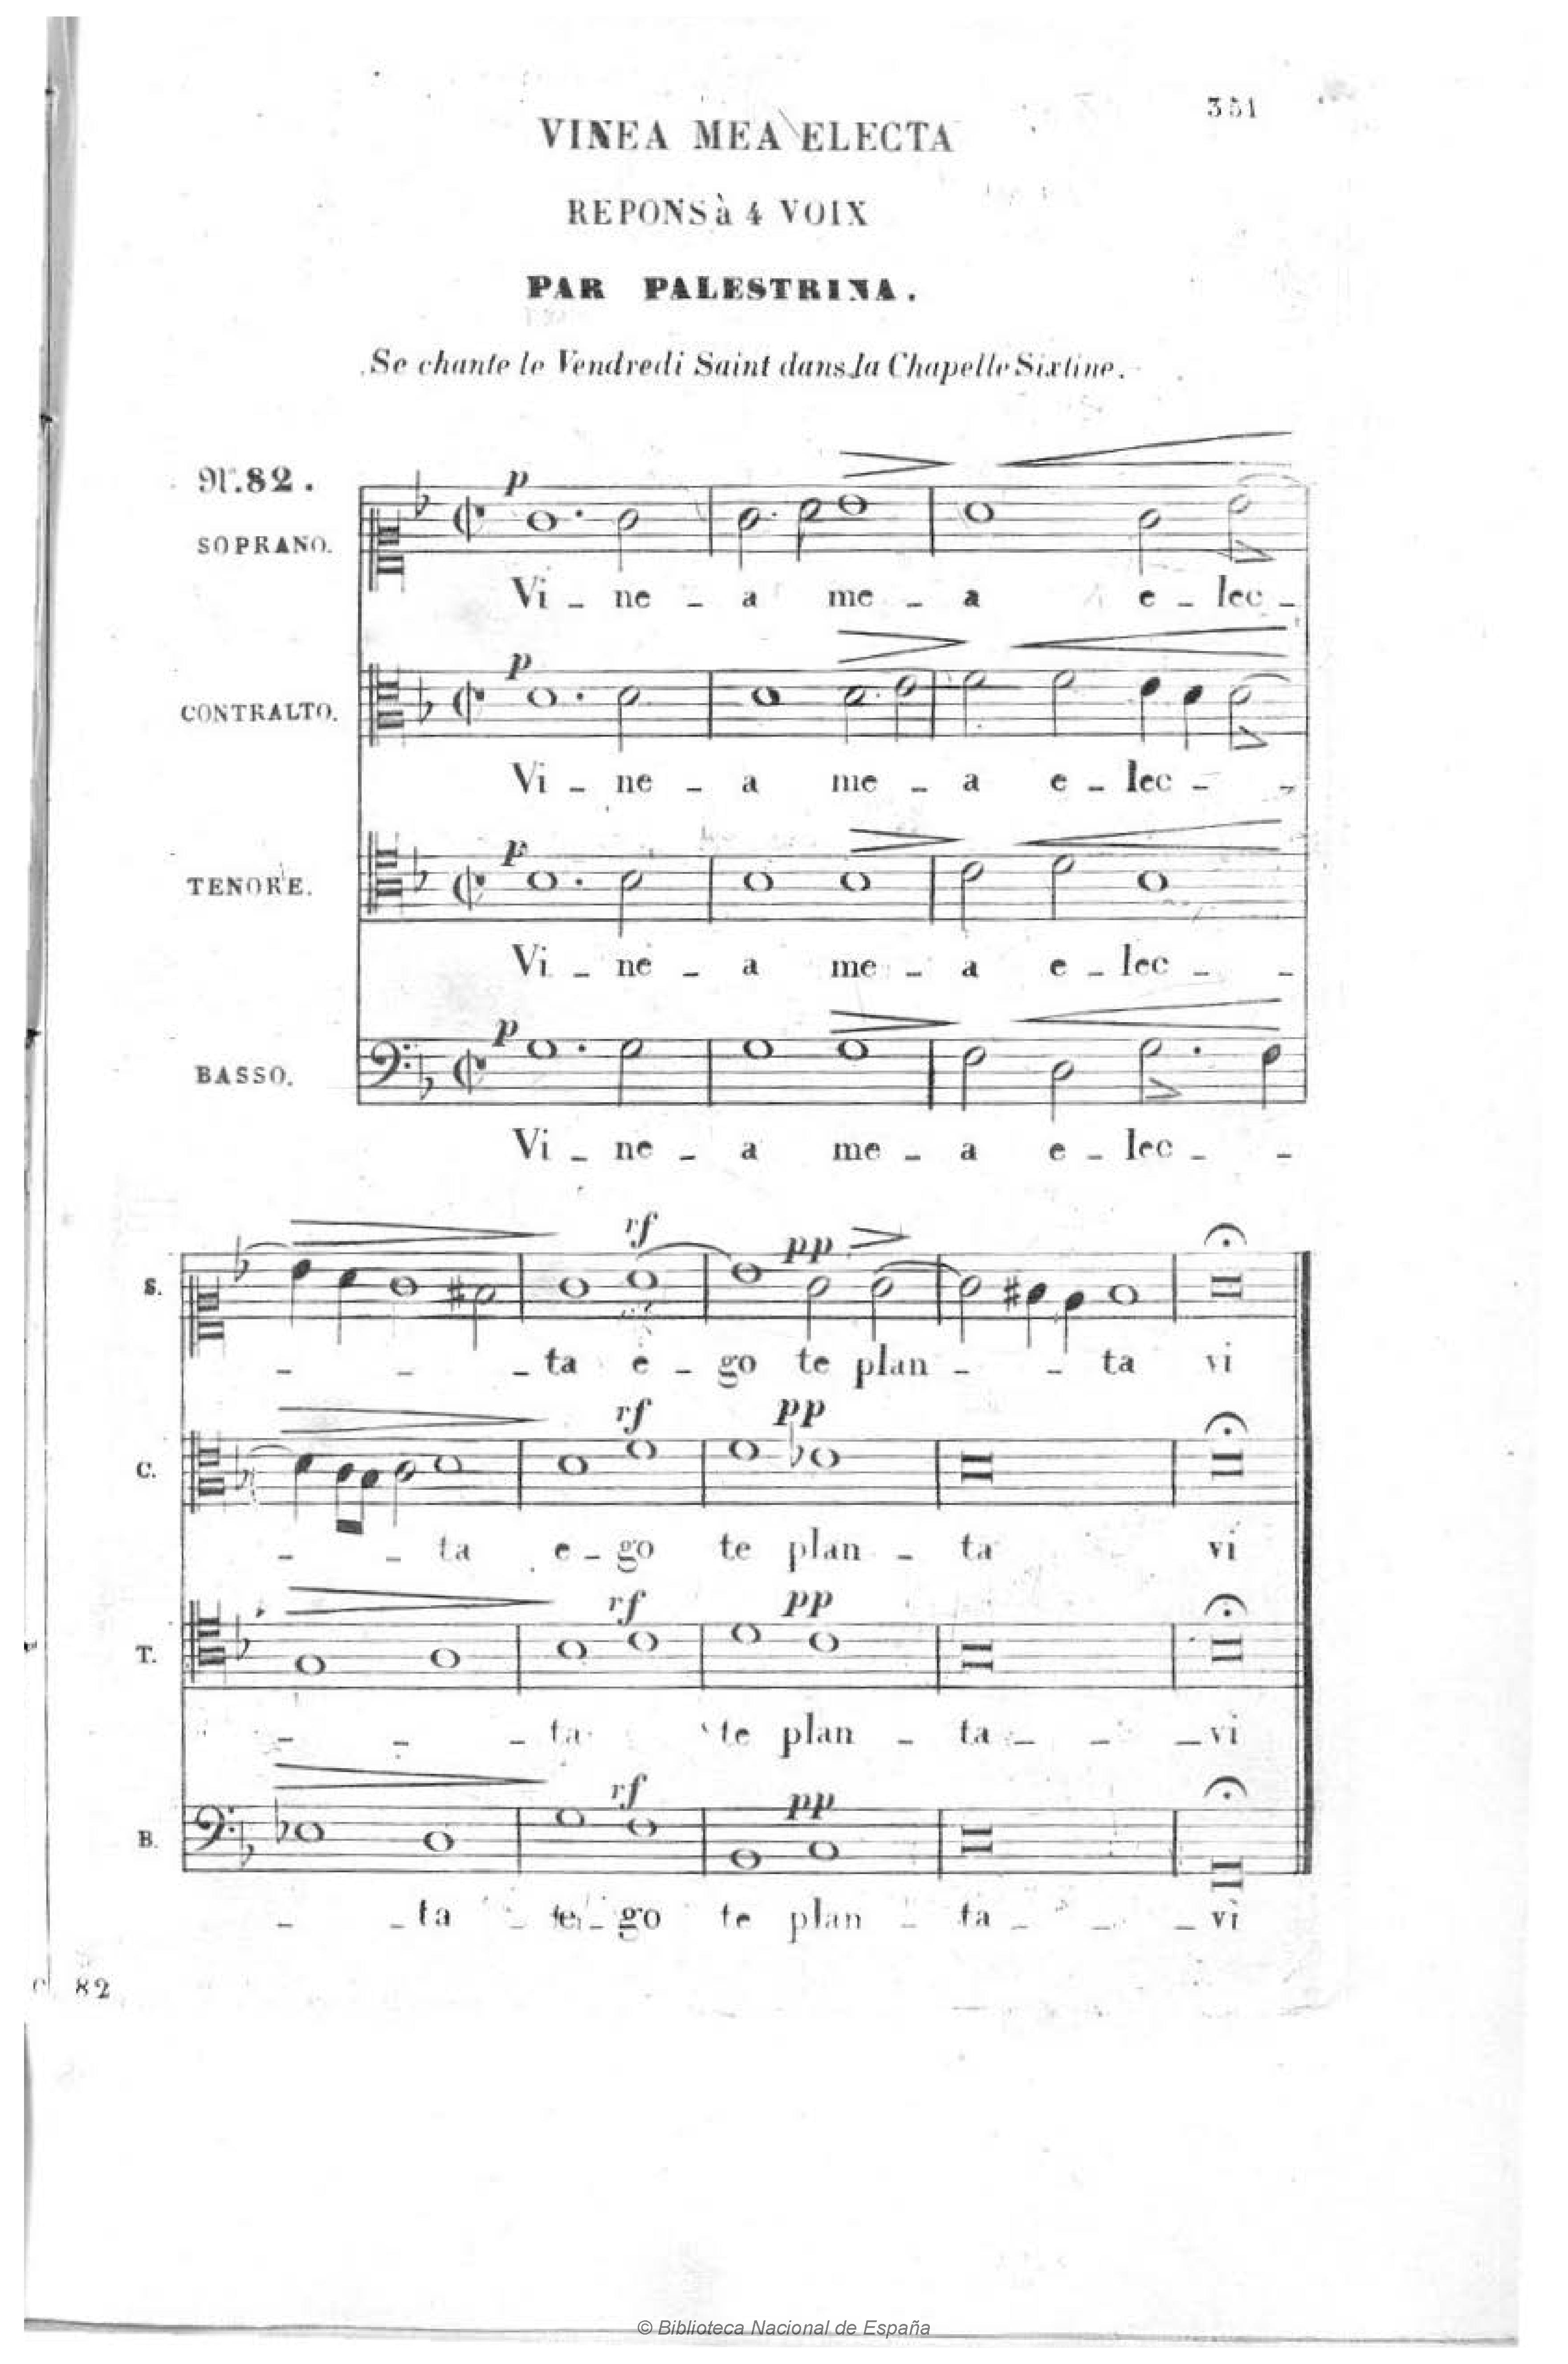 351
VINEA MEA ELECTA
REPONS à 4 VOIX
PAR PALESTRINA.
Se chante le Vendredi Saint dans la Chapelle Sixtine.
Nr.82.
p
SOPRANO.
Vi - ne - a me - a e - lec -
p
CONTRALTO.
Vi - ne - a me - a e - lec - -
p
TENORE.
Vi - ne - a me - a e - lec - -
p
BASSO.
Vi - ne - a me - a e - lec - -
rf pp
S.
- - - ta e - go te plan - - ta vi
rf pp
C.
- - ta e - go te plan - ta vi
rf pp
T.
- - - ta te plan - ta - - - vi
rf pp
B.
- - ta - e - go te plan - ta - - - vi
82
© Biblioteca Nacional de España